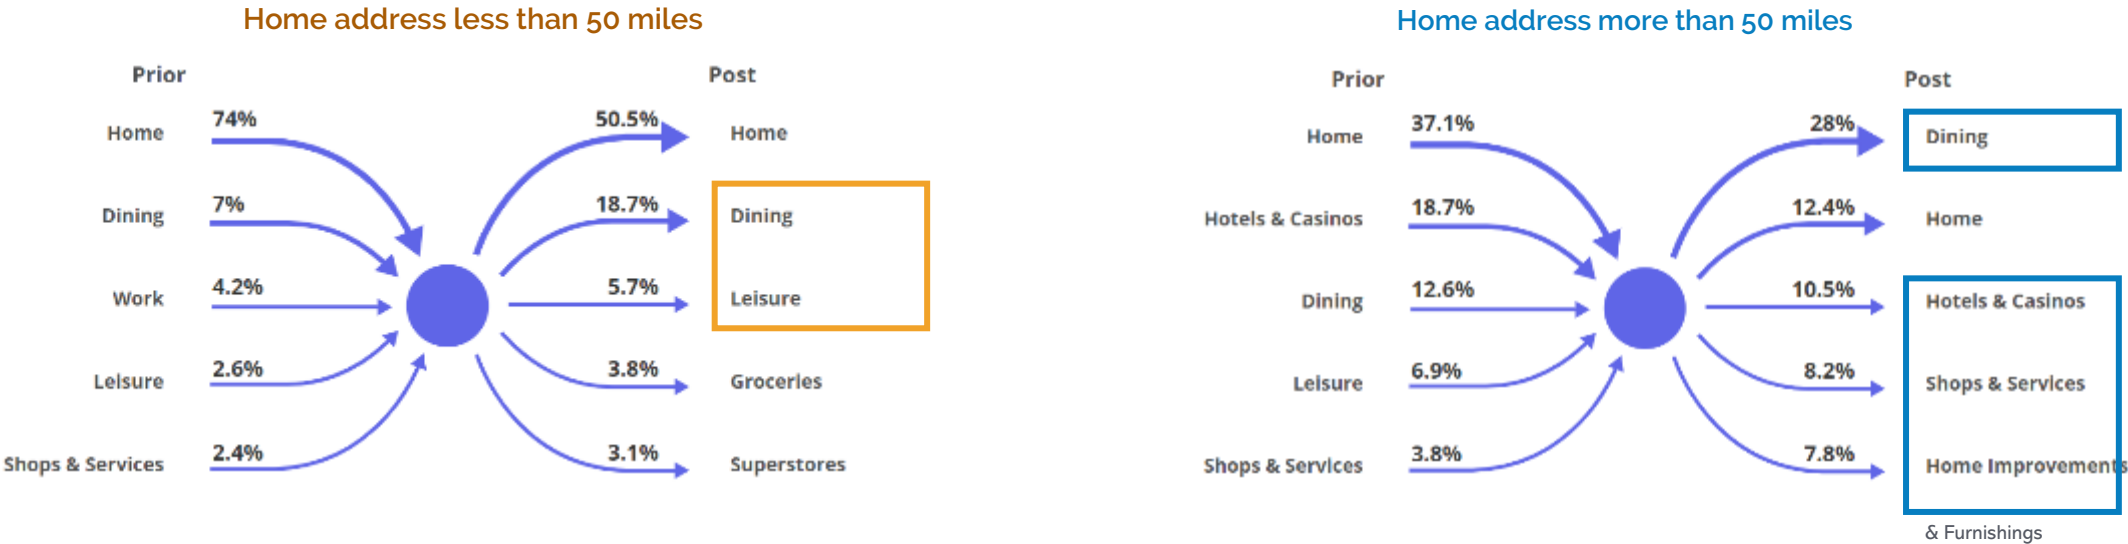 Home address less than 50 miles
Prior
Post
Home
74%
50.5%
Home
Dining
7%
18.7%
Dining
Work
4.2%
5.7%
Leisure
Leisure
2.6%
3.8%
Groceries
Shops & Services
2.4%
3.1%
Superstores
Home address more than 50 miles
Prior
Post
Home
37.1%
28%
Dining
Hotels & Casinos
18.7%
12.4%
Home
Dining
12.6%
10.5%
Hotels & Casinos
Leisure
6.9%
8.2%
Shops & Services
Shops & Services
3.8%
7.8%
Home Improvements
& Furnishings